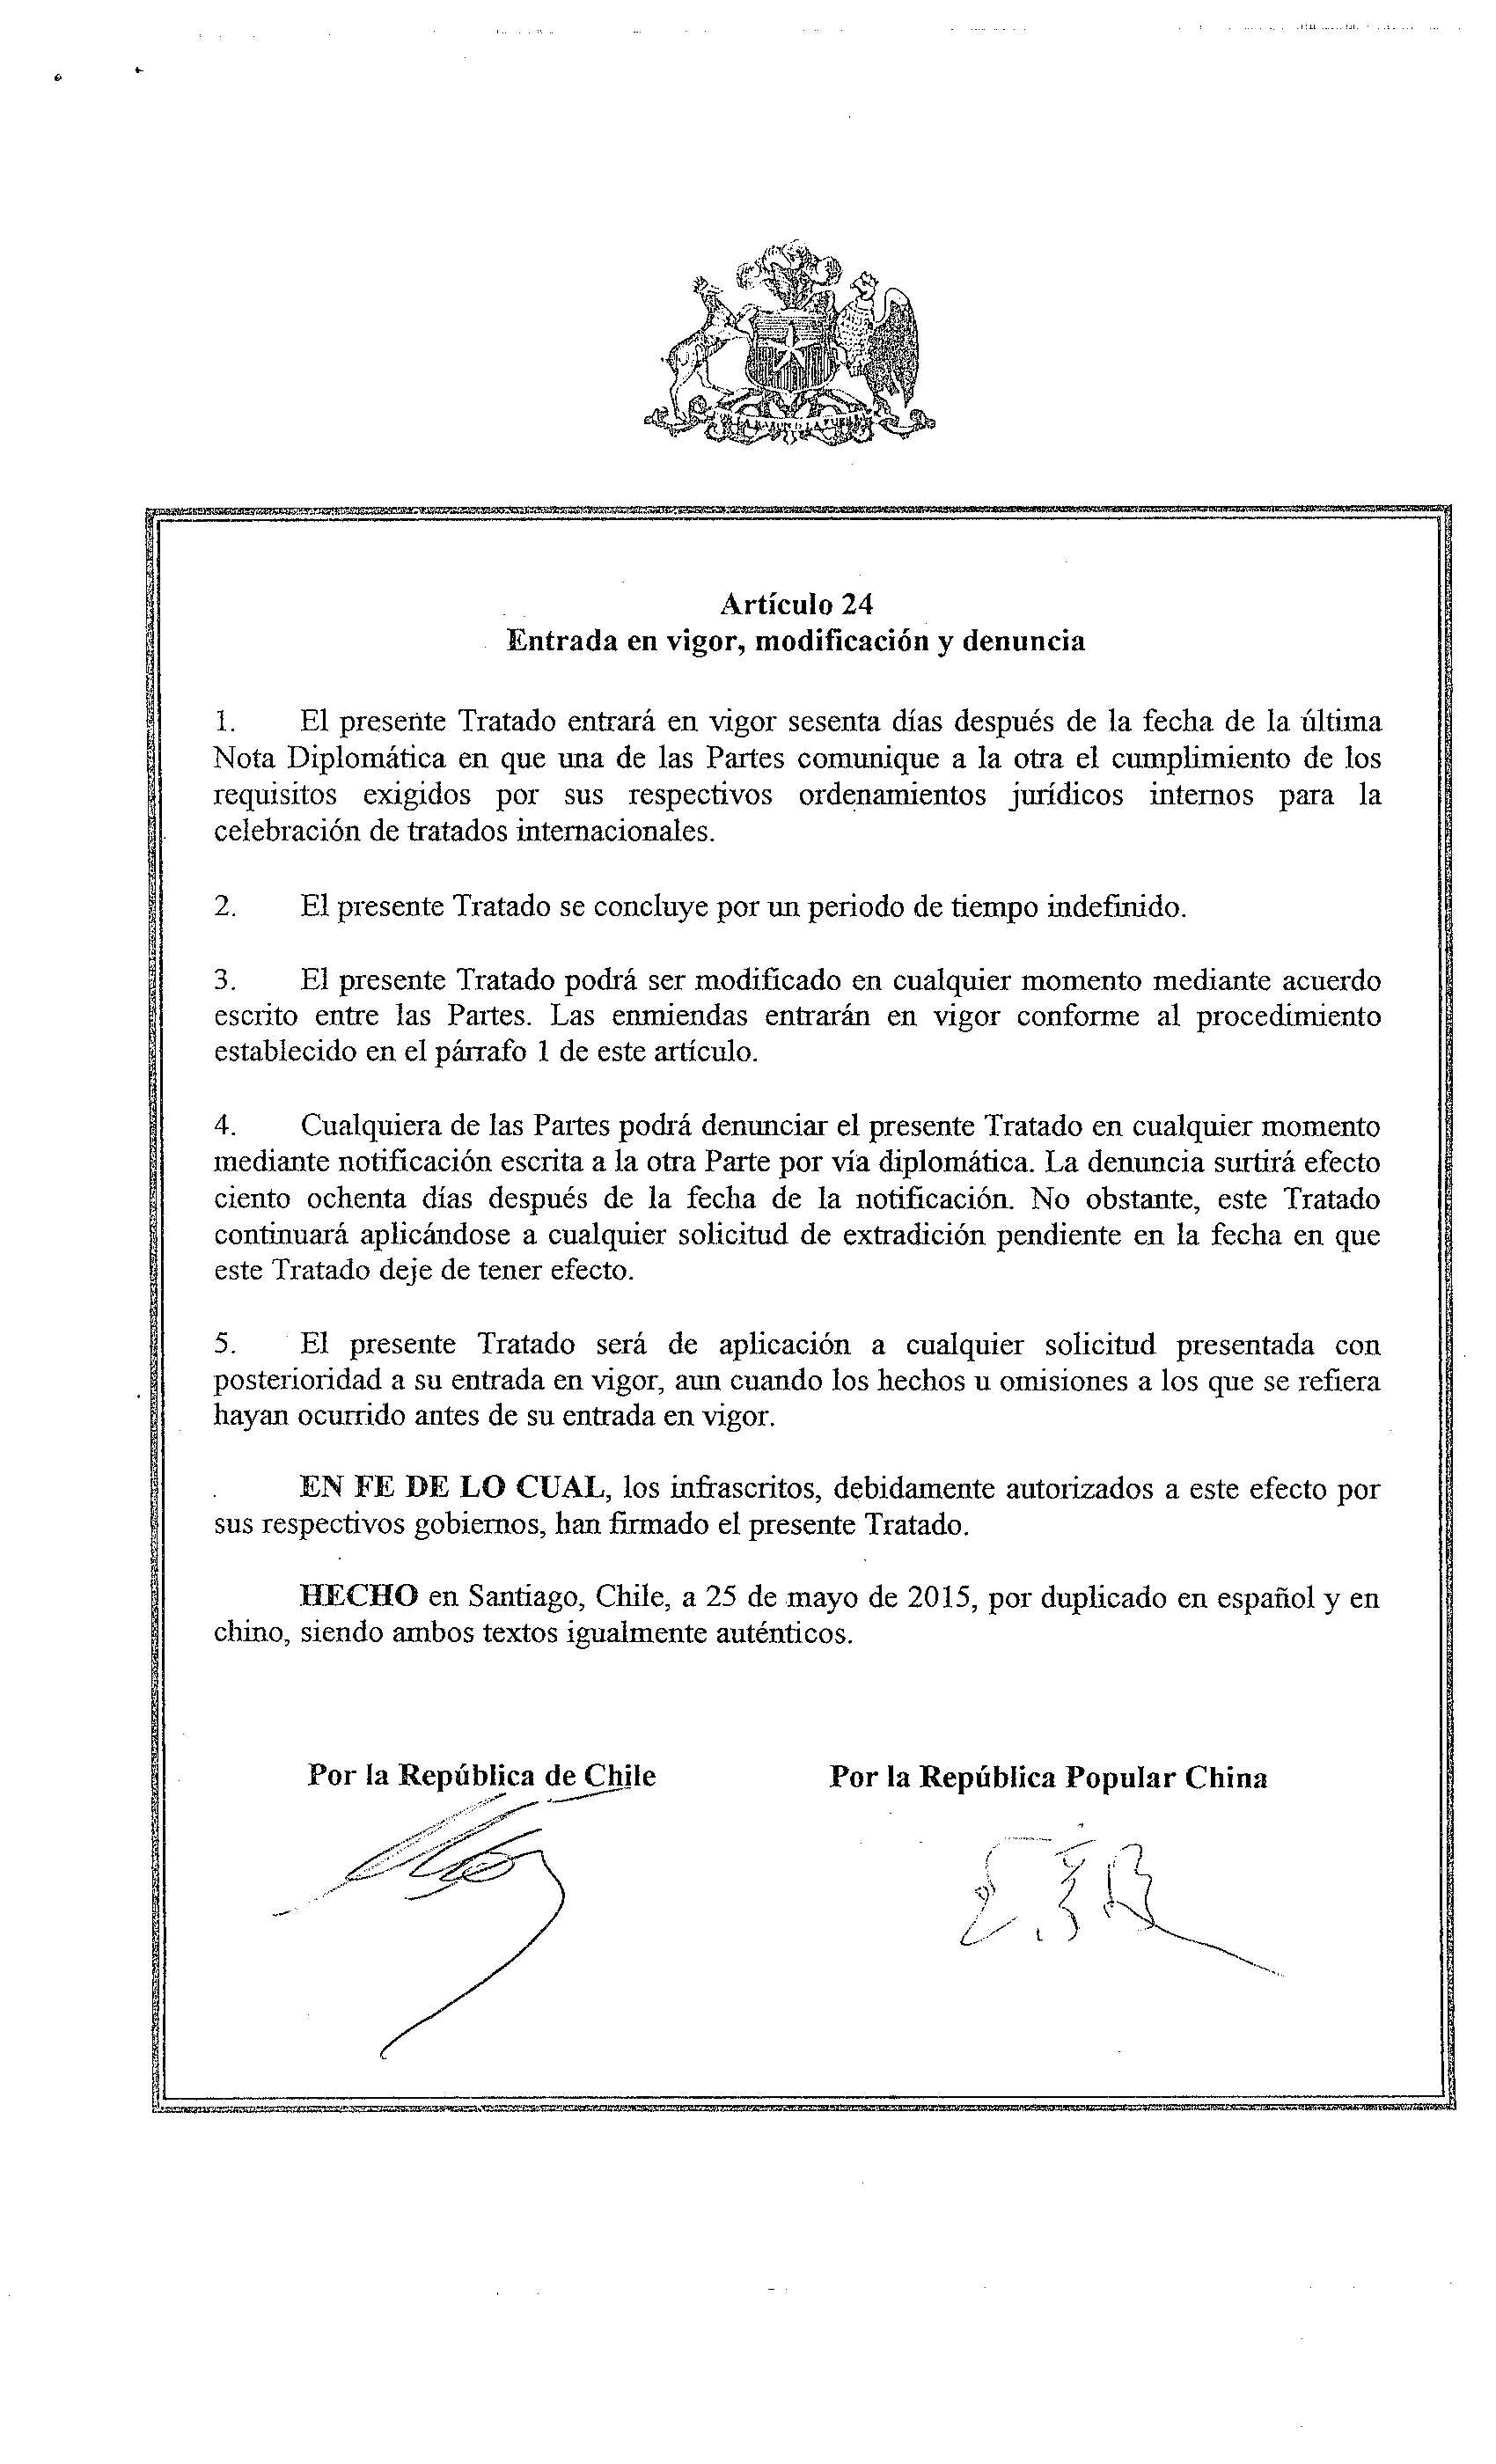 Artículo 24
Entrada en vigor, modificación y denuncia
1. El presente Tratado entrará en vigor sesenta días después de la fecha de la última
Nota Diplomática en que una de las Partes comunique a la otra el cumplimiento de los
requisitos exigidos por sus respectivos ordenamientos jurídicos internos para la
celebración de tratados internacionales.
2. El presente Tratado se concluye por un periodo de tiempo indefinido.
3. El presente Tratado podrá ser modificado en cualquier momento mediante acuerdo
escrito entre las Partes. Las enmiendas entrarán en vigor conforme al procedimiento
establecido en el párrafo 1 de este artículo.
4. Cualquiera de las Partes podrá denunciar el presente Tratado en cualquier momento
mediante notificación escrita a la otra Parte por vía diplomática. La denuncia surtirá efecto
ciento ochenta días después de la fecha de la notificación. No obstante, este Tratado
continuará aplicándose a cualquier solicitud de extradición pendiente en la fecha en que
este Tratado deje de tener efecto.
5. El presente Tratado será de aplicación a cualquier solicitud presentada con
posterioridad a su entrada en vigor, aun cuando los hechos u omisiones a los que se refiera
hayan ocurrido antes de su entrada en vigor.
EN FE DE LO CUAL, los infrascritos, debidamente autorizados a este efecto por
sus respectivos gobiernos, han firmado el presente Tratado.
HECHO en Santiago, Chile, a 25 de mayo de 2015, por duplicado en español y en
chino, siendo ambos textos igualmente auténticos.
Por la República de Chile
Por la República Popular China